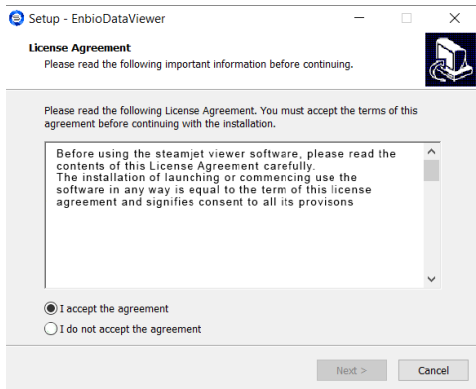 Setup - EnbioDataViewer
License Agreement
Please read the following important information before continuing.
Please read the following License Agreement. You must accept the terms of this
agreement before continuing with the installation.
Before using the steamjet viewer software, please read the
contents of this License Agreement carefully.
The installation of launching or commencing use the
software in any way is equal to the term of this license
agreement and signifies consent to all its provisons
I accept the agreement
I do not accept the agreement
Next >
Cancel